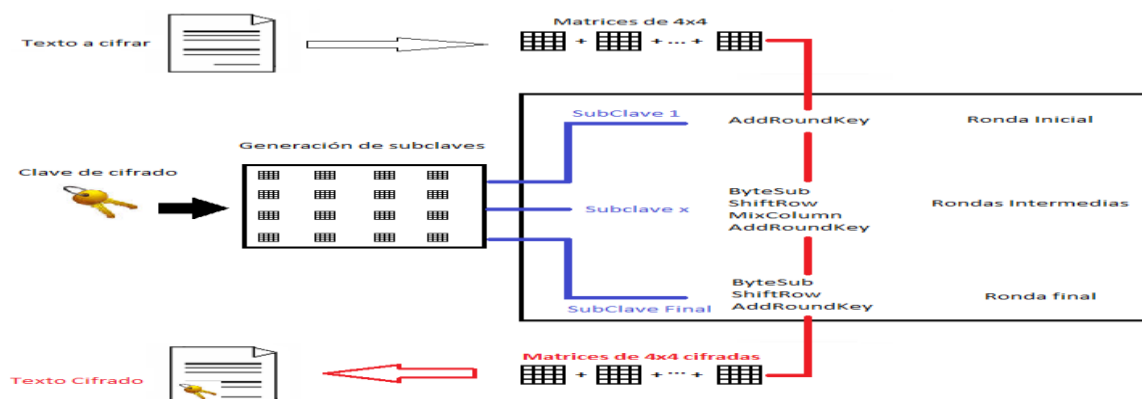 Matrices de 4x4
Texto a cifrar
+ + ... +
SubClave 1
AddRoundKey
Ronda Inicial
Generación de subclaves
Clave de cifrado
ByteSub
ShiftRow
MixColumn
AddRoundKey
Subclave x
Rondas Intermedias
ByteSub
ShiftRow
AddRoundKey
SubClave Final
Ronda final
Matrices de 4x4 cifradas
Texto Cifrado
+ + ... +